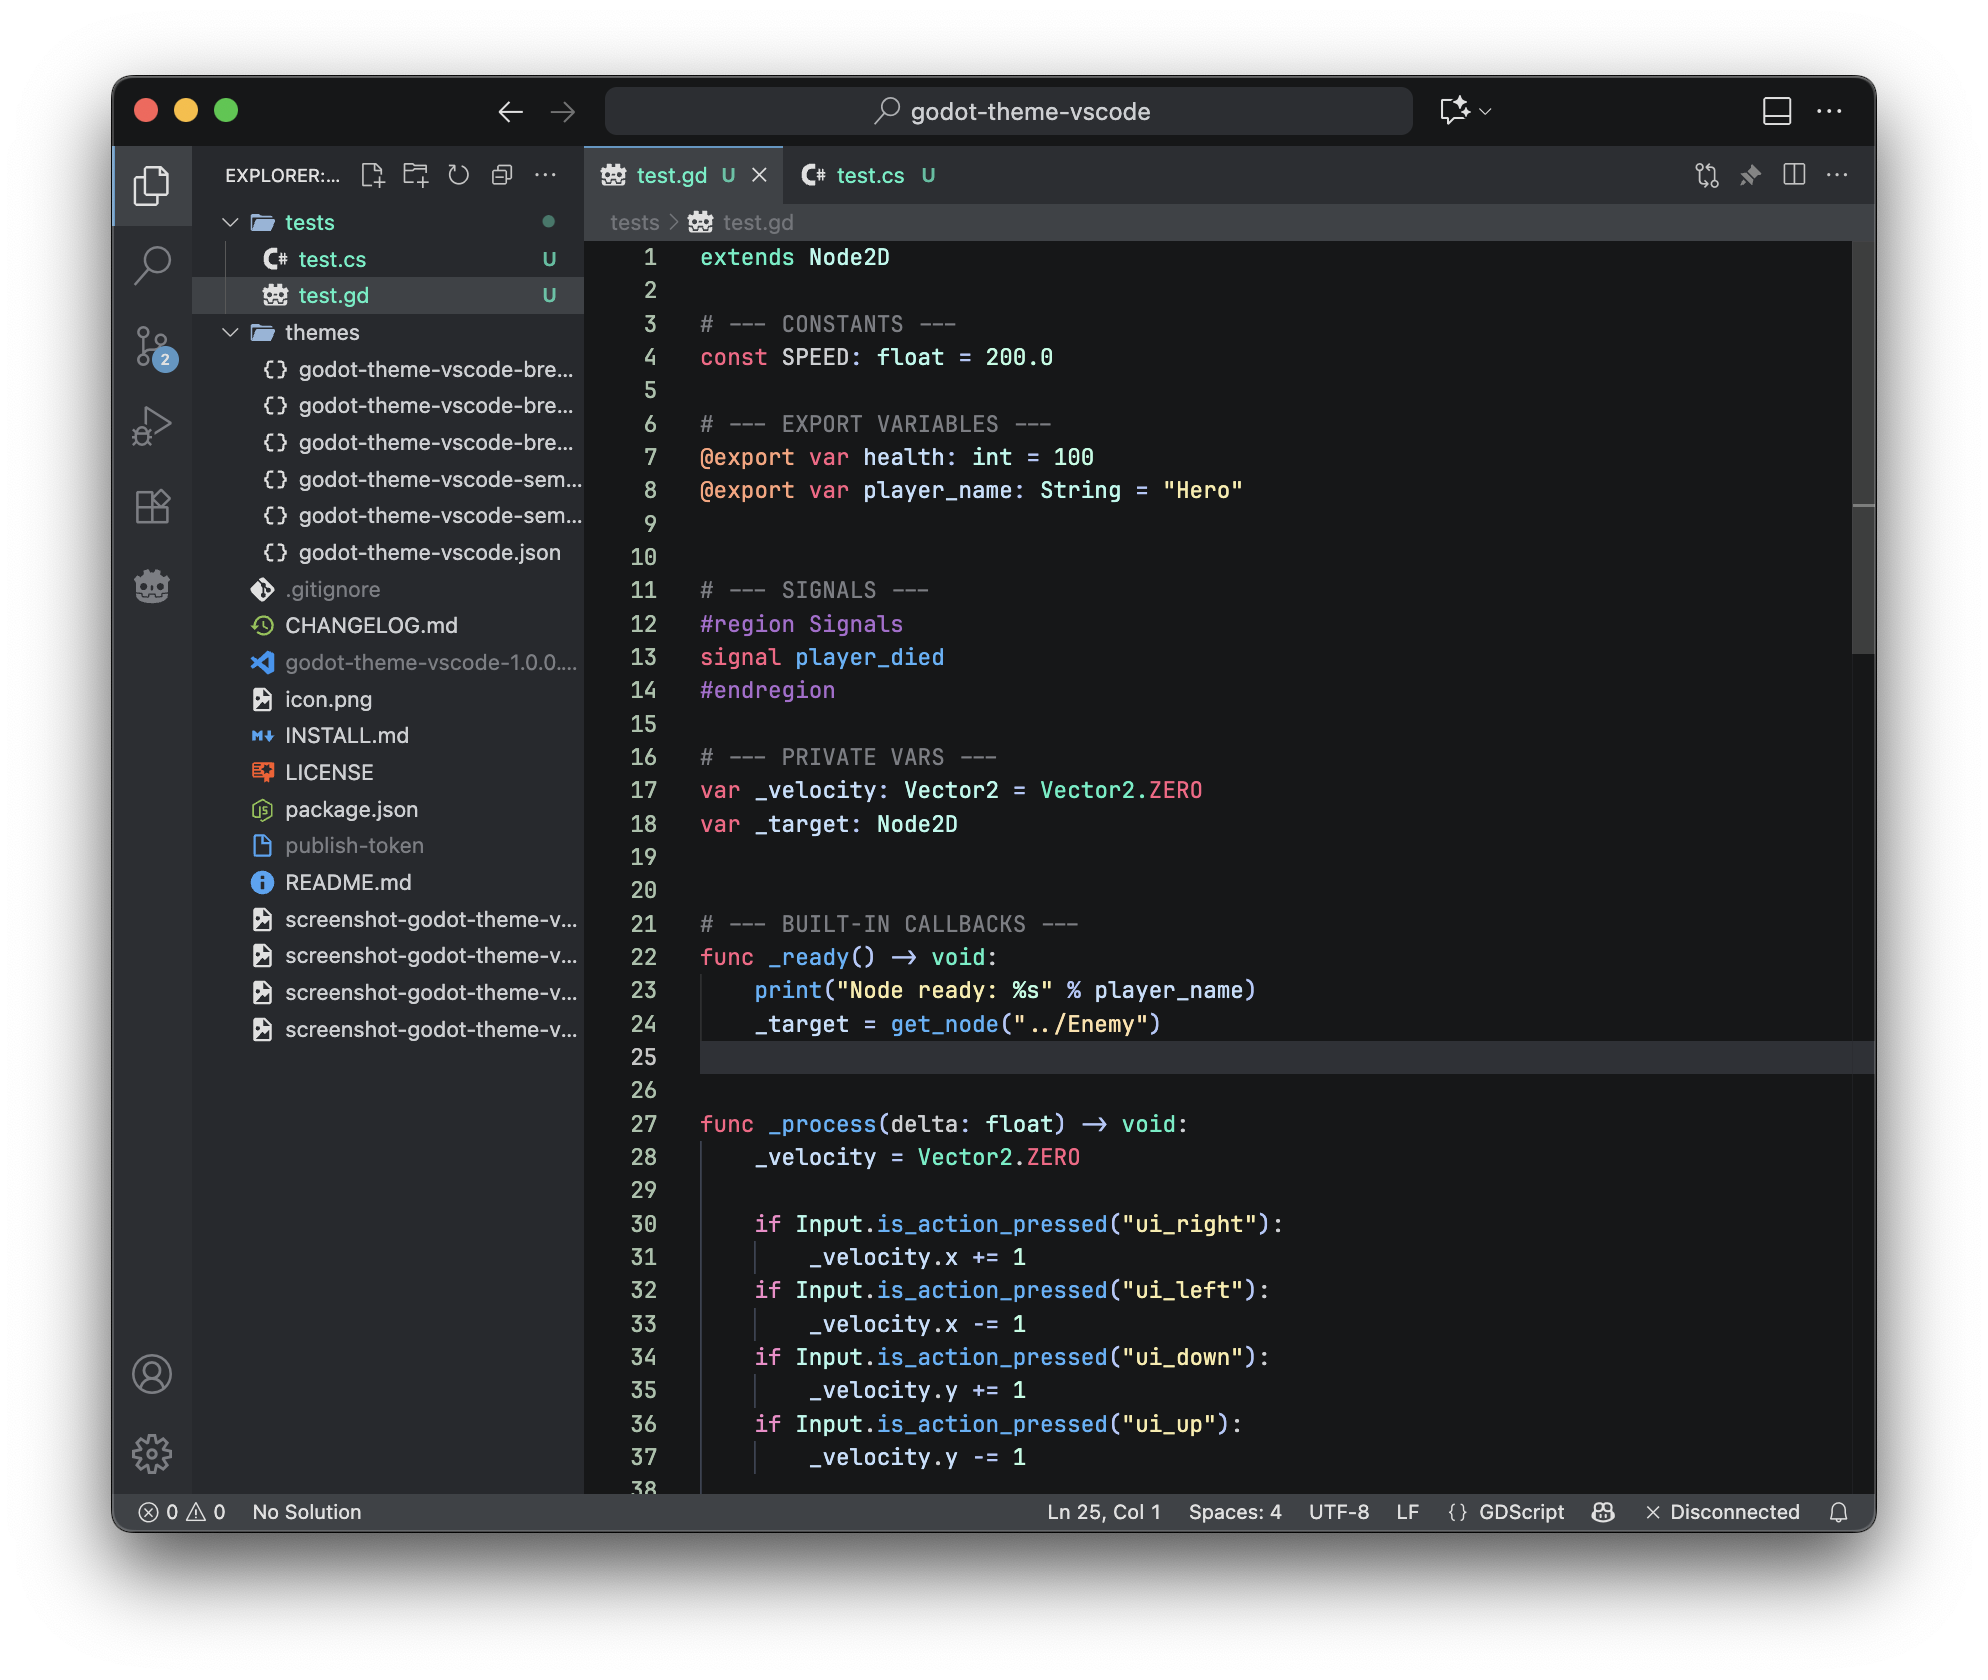 godot-theme-vscode
EXPLORER:...
tests
test.cs U
test.gd U
themes
godot-theme-vscode-bre...
godot-theme-vscode-bre...
godot-theme-vscode-bre...
godot-theme-vscode-sem...
godot-theme-vscode-sem...
godot-theme-vscode.json
.gitignore
CHANGELOG.md
godot-theme-vscode-1.0.0....
icon.png
INSTALL.md
LICENSE
package.json
publish-token
README.md
screenshot-godot-theme-v...
screenshot-godot-theme-v...
screenshot-godot-theme-v...
screenshot-godot-theme-v...
2
test.gd U
C# test.cs U
tests > test.gd
1 extends Node2D
2
3 # --- CONSTANTS ---
4 const SPEED: float = 200.0
5
6 # --- EXPORT VARIABLES ---
7 @export var health: int = 100
8 @export var player_name: String = "Hero"
9
10
11 # --- SIGNALS ---
12 #region Signals
13 signal player_died
14 #endregion
15
16 # --- PRIVATE VARS ---
17 var _velocity: Vector2 = Vector2.ZERO
18 var _target: Node2D
19
20
21 # --- BUILT-IN CALLBACKS ---
22 func _ready() -> void:
23 print("Node ready: %s" % player_name)
24 _target = get_node("../Enemy")
25
26
27 func _process(delta: float) -> void:
28 _velocity = Vector2.ZERO
29
30 if Input.is_action_pressed("ui_right"):
31 _velocity.x += 1
32 if Input.is_action_pressed("ui_left"):
33 _velocity.x -= 1
34 if Input.is_action_pressed("ui_down"):
35 _velocity.y += 1
36 if Input.is_action_pressed("ui_up"):
37 _velocity.y -= 1
38
0 0 No Solution
Ln 25, Col 1 Spaces: 4 UTF-8 LF {} GDScript Disconnected